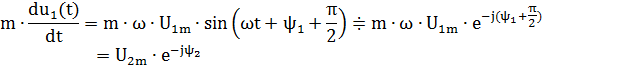 m · du₁(t)/dt = m · ω · U₁ₘ · sin (ωt + ψ₁ + π/2) ≑ m · ω · U₁ₘ · e^(-j(ψ₁+π/2))
= U₂ₘ · e^(-jψ₂)